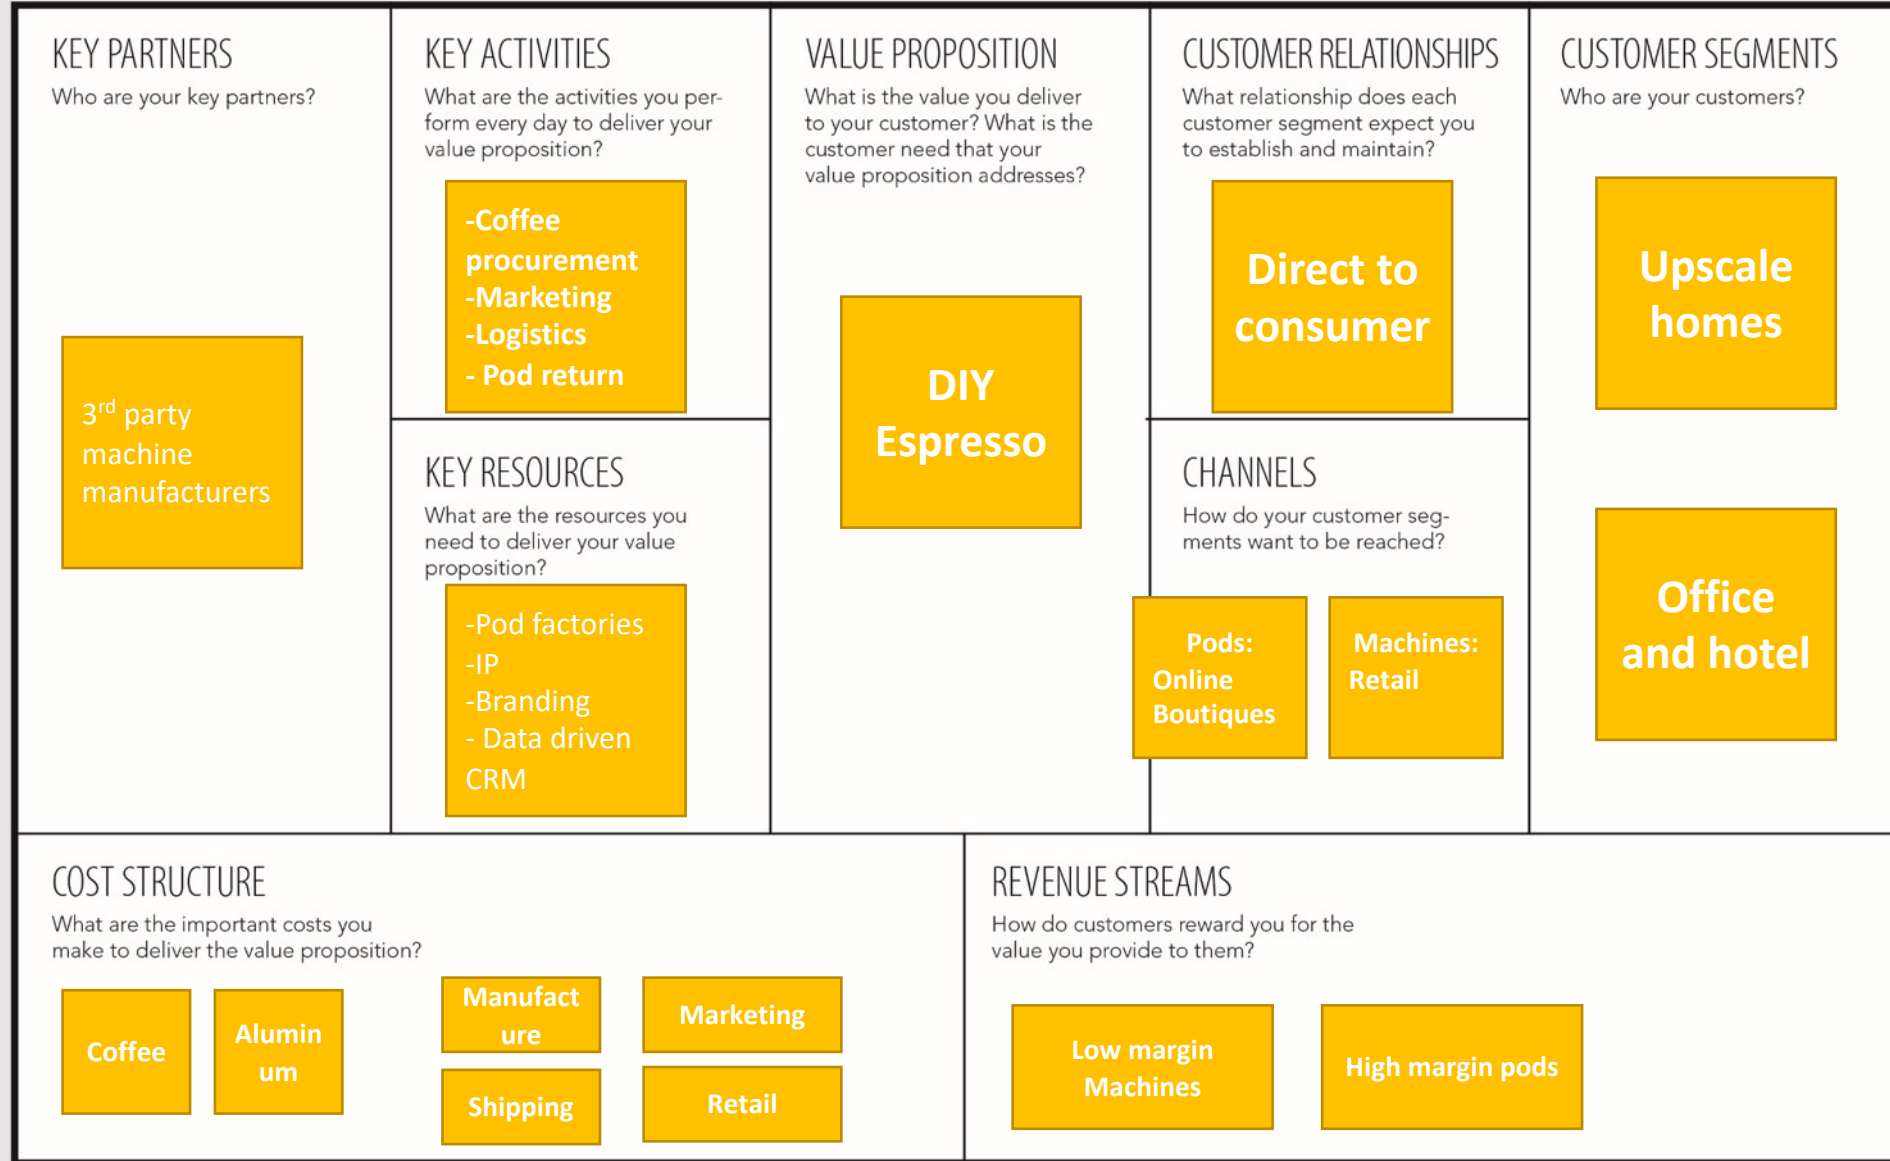 KEY PARTNERS
Who are your key partners?
3rd party
machine
manufacturers
KEY ACTIVITIES
What are the activities you per-
form every day to deliver your
value proposition?
-Coffee
procurement
-Marketing
-Logistics
- Pod return
KEY RESOURCES
What are the resources you
need to deliver your value
proposition?
-Pod factories
-IP
-Branding
- Data driven
CRM
VALUE PROPOSITION
What is the value you deliver
to your customer? What is the
customer need that your
value proposition addresses?
DIY
Espresso
CUSTOMER RELATIONSHIPS
What relationship does each
customer segment expect you
to establish and maintain?
Direct to
consumer
CHANNELS
How do your customer seg-
ments want to be reached?
Pods:
Online
Boutiques
Machines:
Retail
CUSTOMER SEGMENTS
Who are your customers?
Upscale
homes
Office
and hotel
COST STRUCTURE
What are the important costs you
make to deliver the value proposition?
Coffee
Alumin
um
Manufact
ure
Shipping
Marketing
Retail
REVENUE STREAMS
How do customers reward you for the
value you provide to them?
Low margin
Machines
High margin pods